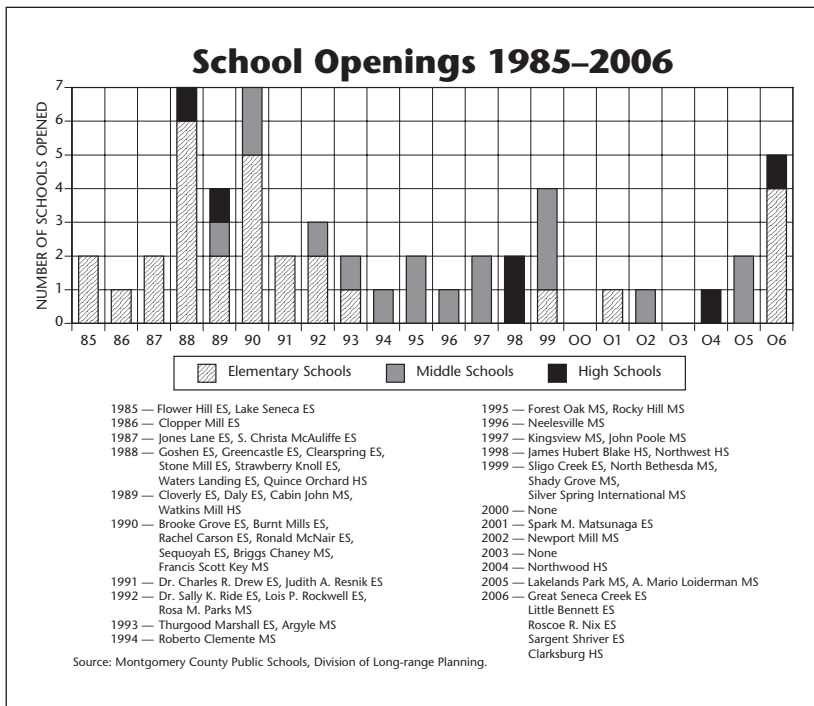 School Openings 1985–2006
NUMBER OF SCHOOLS OPENED
7
6
5
4
3
2
1
0
85 86 87 88 89 90 91 92 93 94 95 96 97 98 99 OO O1 O2 O3 O4 O5 O6
Elementary Schools Middle Schools High Schools
1985 — Flower Hill ES, Lake Seneca ES
1986 — Clopper Mill ES
1987 — Jones Lane ES, S. Christa McAuliffe ES
1988 — Goshen ES, Greencastle ES, Clearspring ES,
Stone Mill ES, Strawberry Knoll ES,
Waters Landing ES, Quince Orchard HS
1989 — Cloverly ES, Daly ES, Cabin John MS,
Watkins Mill HS
1990 — Brooke Grove ES, Burnt Mills ES,
Rachel Carson ES, Ronald McNair ES,
Sequoyah ES, Briggs Chaney MS,
Francis Scott Key MS
1991 — Dr. Charles R. Drew ES, Judith A. Resnik ES
1992 — Dr. Sally K. Ride ES, Lois P. Rockwell ES,
Rosa M. Parks MS
1993 — Thurgood Marshall ES, Argyle MS
1994 — Roberto Clemente MS
1995 — Forest Oak MS, Rocky Hill MS
1996 — Neelesville MS
1997 — Kingsview MS, John Poole MS
1998 — James Hubert Blake HS, Northwest HS
1999 — Sligo Creek ES, North Bethesda MS,
Shady Grove MS,
Silver Spring International MS
2000 — None
2001 — Spark M. Matsunaga ES
2002 — Newport Mill MS
2003 — None
2004 — Northwood HS
2005 — Lakelands Park MS, A. Mario Loiderman MS
2006 — Great Seneca Creek ES
Little Bennett ES
Roscoe R. Nix ES
Sargent Shriver ES
Clarksburg HS
Source: Montgomery County Public Schools, Division of Long-range Planning.